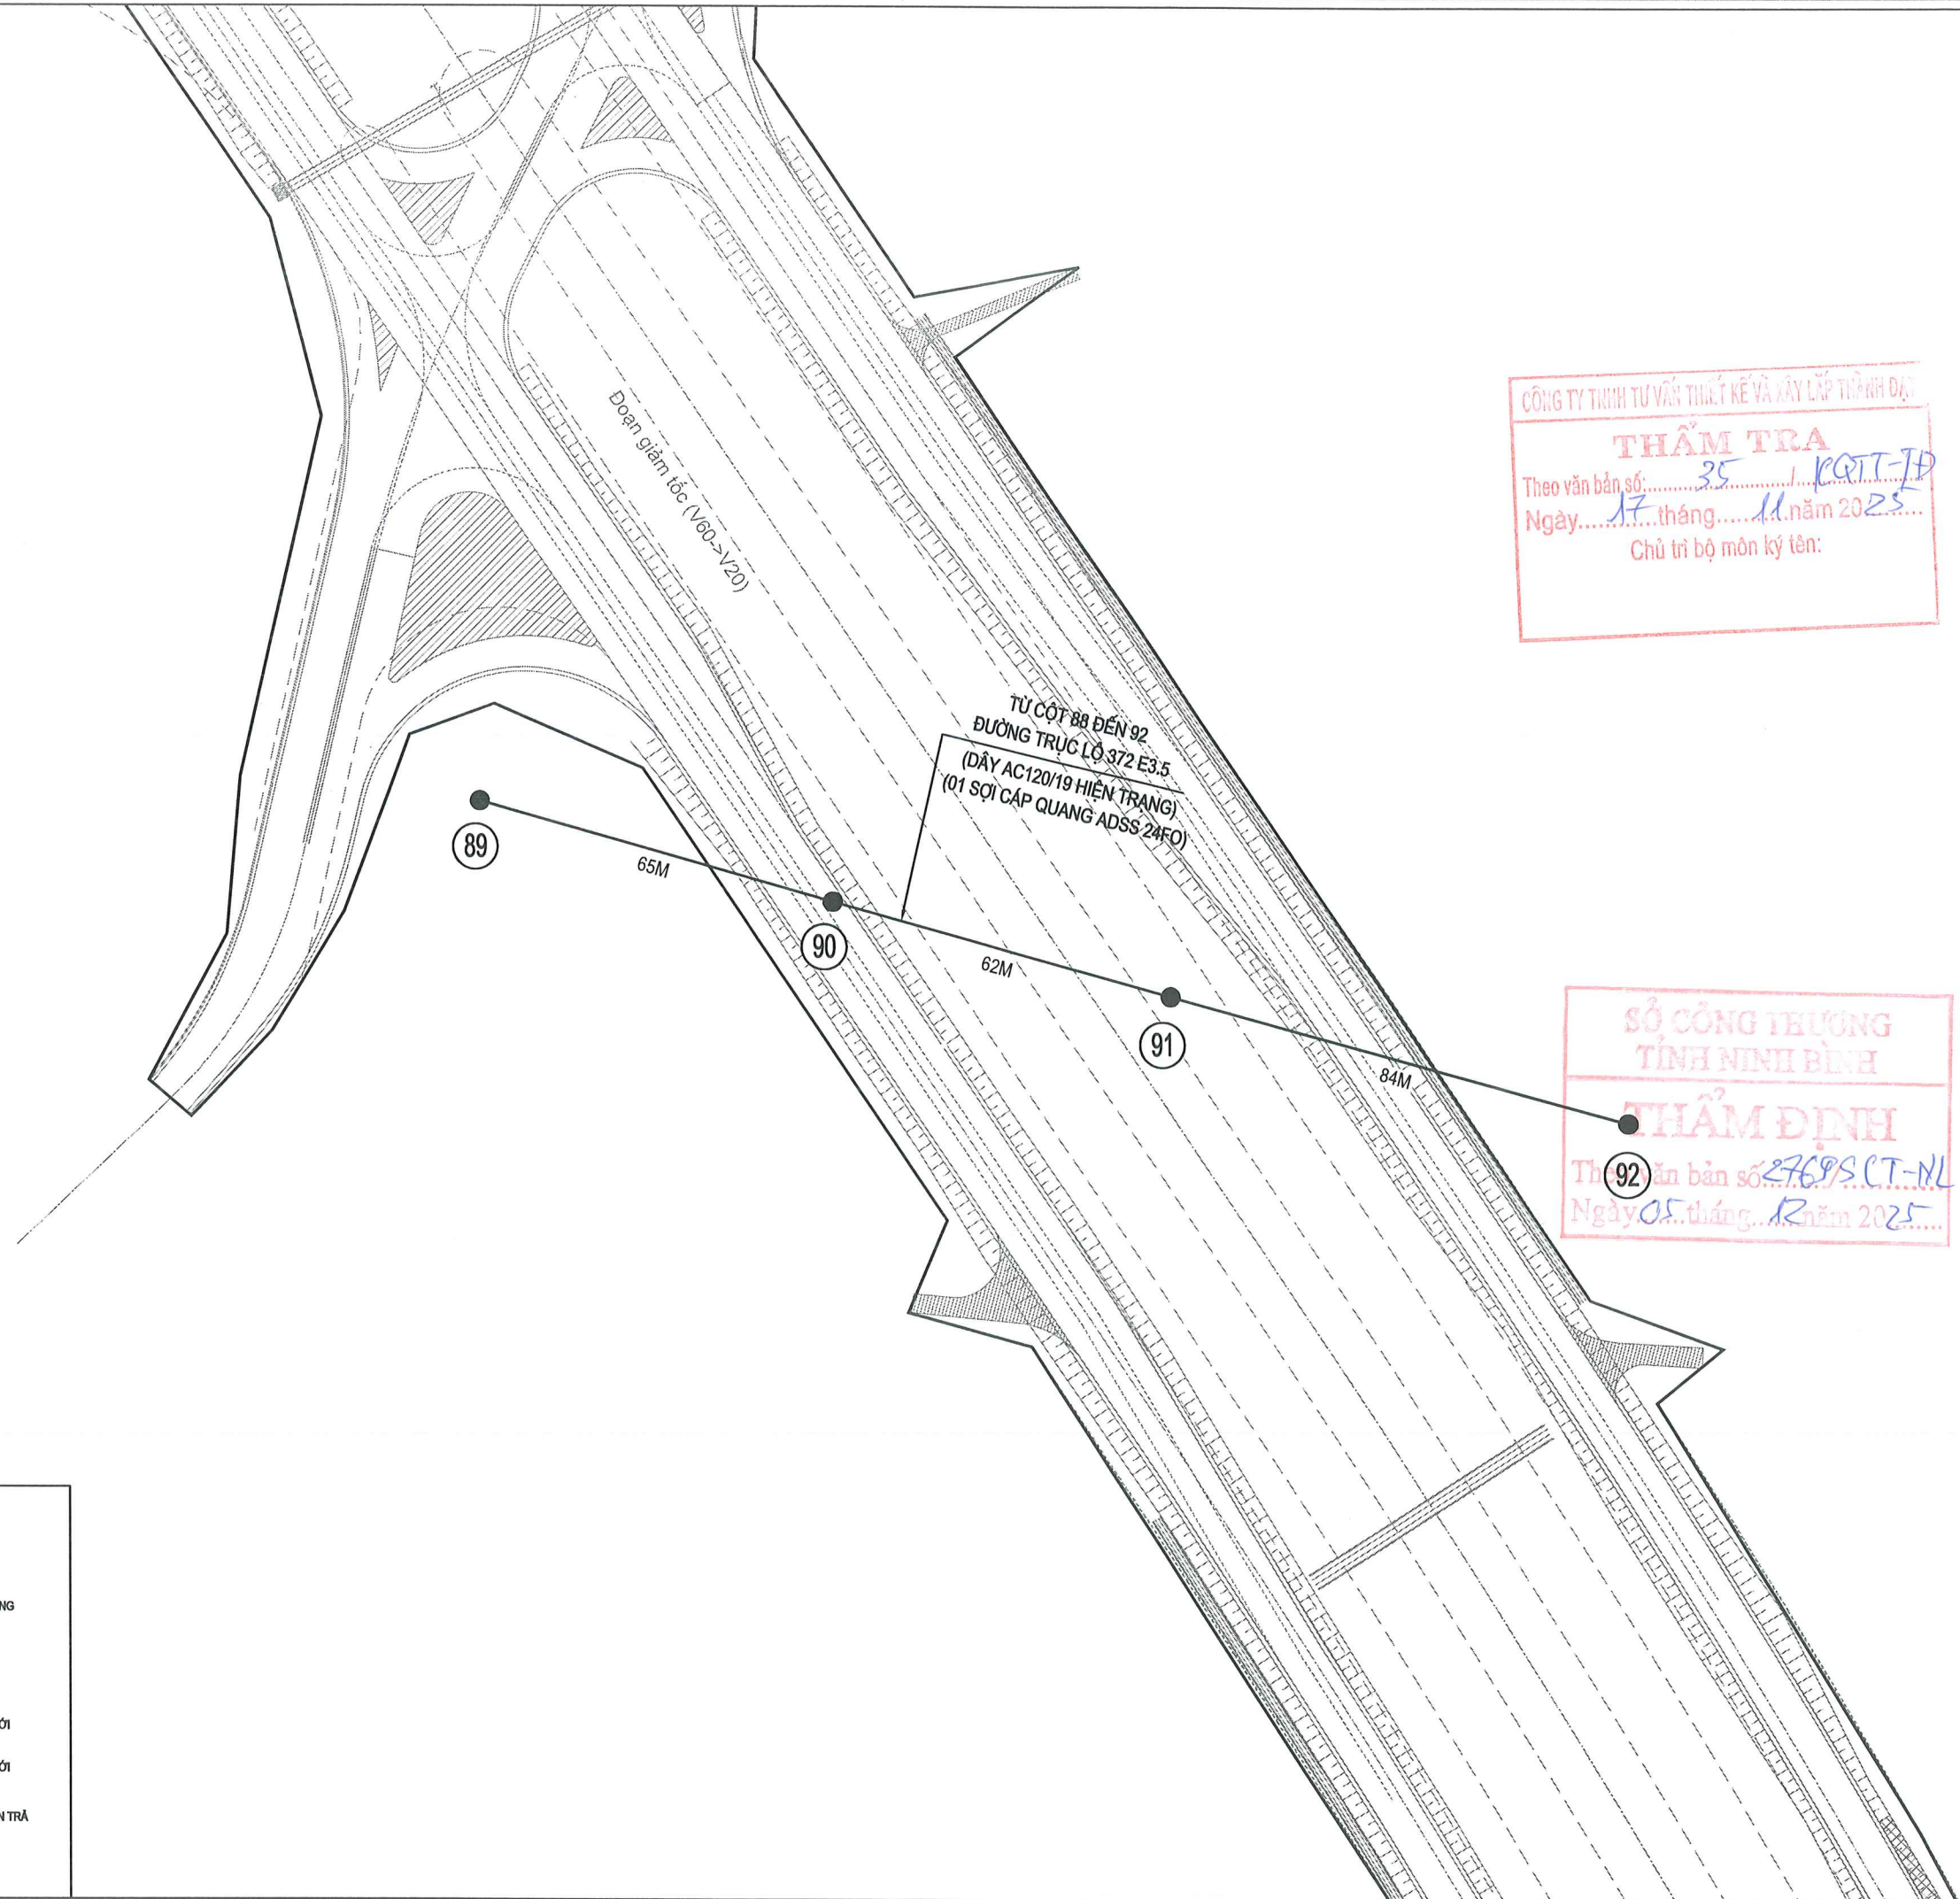 Đoạn giảm tốc (V60->V20)
CÔNG TY TNHH TƯ VẤN THIẾT KẾ VÀ XÂY LẮP THÀNH ĐẠT
THẨM TRA
Theo văn bản số:.........35............/...KQTT-TĐ
Ngày....17....tháng....11.năm 2025....
Chủ trì bộ môn ký tên:
TỪ CỘT 88 ĐẾN 92
ĐƯỜNG TRỤC LỘ 372 E3.5
(DÂY AC120/19 HIỆN TRẠNG)
(01 SỢI CÁP QUANG ADSS 24FO)
89
65M
90
62M
91
84M
92
SỞ CÔNG THƯƠNG
TỈNH NINH BÌNH
THẨM ĐỊNH
Theo văn bản số:2769/SCT-NL
Ngày.05..tháng...12năm 2025.....
NG
ỚI
ỚI
N TRẢ